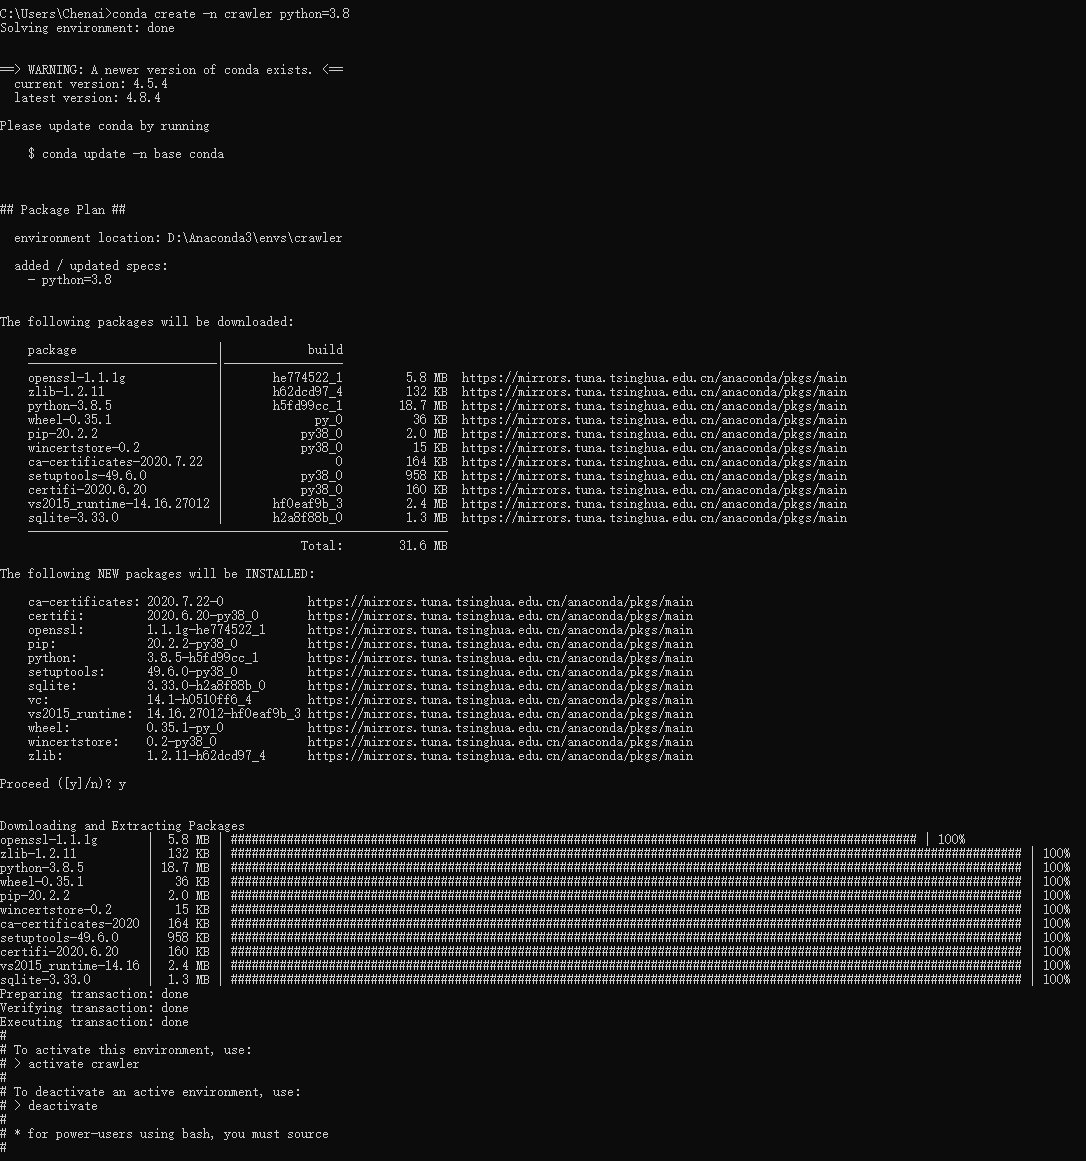 C:\Users\Chenai>conda create -n crawler python=3.8
Solving environment: done
==> WARNING: A newer version of conda exists. <==
  current version: 4.5.4
  latest version: 4.8.4
Please update conda by running
    $ conda update -n base conda
## Package Plan ##
  environment location: D:\Anaconda3\envs\crawler
  added / updated specs:
    - python=3.8
The following packages will be downloaded:
    package                    |            build
    ---------------------------|-----------------
    openssl-1.1.1g             |       he774522_1         5.8 MB  https://mirrors.tuna.tsinghua.edu.cn/anaconda/pkgs/main
    zlib-1.2.11                |       h62dcd97_4         132 KB  https://mirrors.tuna.tsinghua.edu.cn/anaconda/pkgs/main
    python-3.8.5               |       h5fd99cc_1        18.7 MB  https://mirrors.tuna.tsinghua.edu.cn/anaconda/pkgs/main
    wheel-0.35.1               |             py_0          36 KB  https://mirrors.tuna.tsinghua.edu.cn/anaconda/pkgs/main
    pip-20.2.2                 |           py38_0         2.0 MB  https://mirrors.tuna.tsinghua.edu.cn/anaconda/pkgs/main
    wincertstore-0.2           |           py38_0          15 KB  https://mirrors.tuna.tsinghua.edu.cn/anaconda/pkgs/main
    ca-certificates-2020.7.22  |                0         164 KB  https://mirrors.tuna.tsinghua.edu.cn/anaconda/pkgs/main
    setuptools-49.6.0          |           py38_0         958 KB  https://mirrors.tuna.tsinghua.edu.cn/anaconda/pkgs/main
    certifi-2020.6.20          |           py38_0         160 KB  https://mirrors.tuna.tsinghua.edu.cn/anaconda/pkgs/main
    vs2015_runtime-14.16.27012 |       hf0eaf9b_3         2.4 MB  https://mirrors.tuna.tsinghua.edu.cn/anaconda/pkgs/main
    sqlite-3.33.0              |       h2a8f88b_0         1.3 MB  https://mirrors.tuna.tsinghua.edu.cn/anaconda/pkgs/main
    ------------------------------------------------------------
                                           Total:        31.6 MB
The following NEW packages will be INSTALLED:
    ca-certificates: 2020.7.22-0            https://mirrors.tuna.tsinghua.edu.cn/anaconda/pkgs/main
    certifi:         2020.6.20-py38_0       https://mirrors.tuna.tsinghua.edu.cn/anaconda/pkgs/main
    openssl:         1.1.1g-he774522_1      https://mirrors.tuna.tsinghua.edu.cn/anaconda/pkgs/main
    pip:             20.2.2-py38_0          https://mirrors.tuna.tsinghua.edu.cn/anaconda/pkgs/main
    python:          3.8.5-h5fd99cc_1       https://mirrors.tuna.tsinghua.edu.cn/anaconda/pkgs/main
    setuptools:      49.6.0-py38_0          https://mirrors.tuna.tsinghua.edu.cn/anaconda/pkgs/main
    sqlite:          3.33.0-h2a8f88b_0      https://mirrors.tuna.tsinghua.edu.cn/anaconda/pkgs/main
    vc:              14.1-h0510ff6_4        https://mirrors.tuna.tsinghua.edu.cn/anaconda/pkgs/main
    vs2015_runtime:  14.16.27012-hf0eaf9b_3 https://mirrors.tuna.tsinghua.edu.cn/anaconda/pkgs/main
    wheel:           0.35.1-py_0            https://mirrors.tuna.tsinghua.edu.cn/anaconda/pkgs/main
    wincertstore:    0.2-py38_0             https://mirrors.tuna.tsinghua.edu.cn/anaconda/pkgs/main
    zlib:            1.2.11-h62dcd97_4      https://mirrors.tuna.tsinghua.edu.cn/anaconda/pkgs/main
Proceed ([y]/n)? y
Downloading and Extracting Packages
openssl-1.1.1g       |  5.8 MB | ################################################################################################## | 100%
zlib-1.2.11          |  132 KB | ################################################################################################################# | 100%
python-3.8.5         | 18.7 MB | ################################################################################################################# | 100%
wheel-0.35.1         |   36 KB | ################################################################################################################# | 100%
pip-20.2.2           |  2.0 MB | ################################################################################################################# | 100%
wincertstore-0.2     |   15 KB | ################################################################################################################# | 100%
ca-certificates-2020 |  164 KB | ################################################################################################################# | 100%
setuptools-49.6.0    |  958 KB | ################################################################################################################# | 100%
certifi-2020.6.20    |  160 KB | ################################################################################################################# | 100%
vs2015_runtime-14.16 |  2.4 MB | ################################################################################################################# | 100%
sqlite-3.33.0        |  1.3 MB | ################################################################################################################# | 100%
Preparing transaction: done
Verifying transaction: done
Executing transaction: done
#
# To activate this environment, use:
# > activate crawler
#
# To deactivate an active environment, use:
# > deactivate
#
# * for power-users using bash, you must source
#